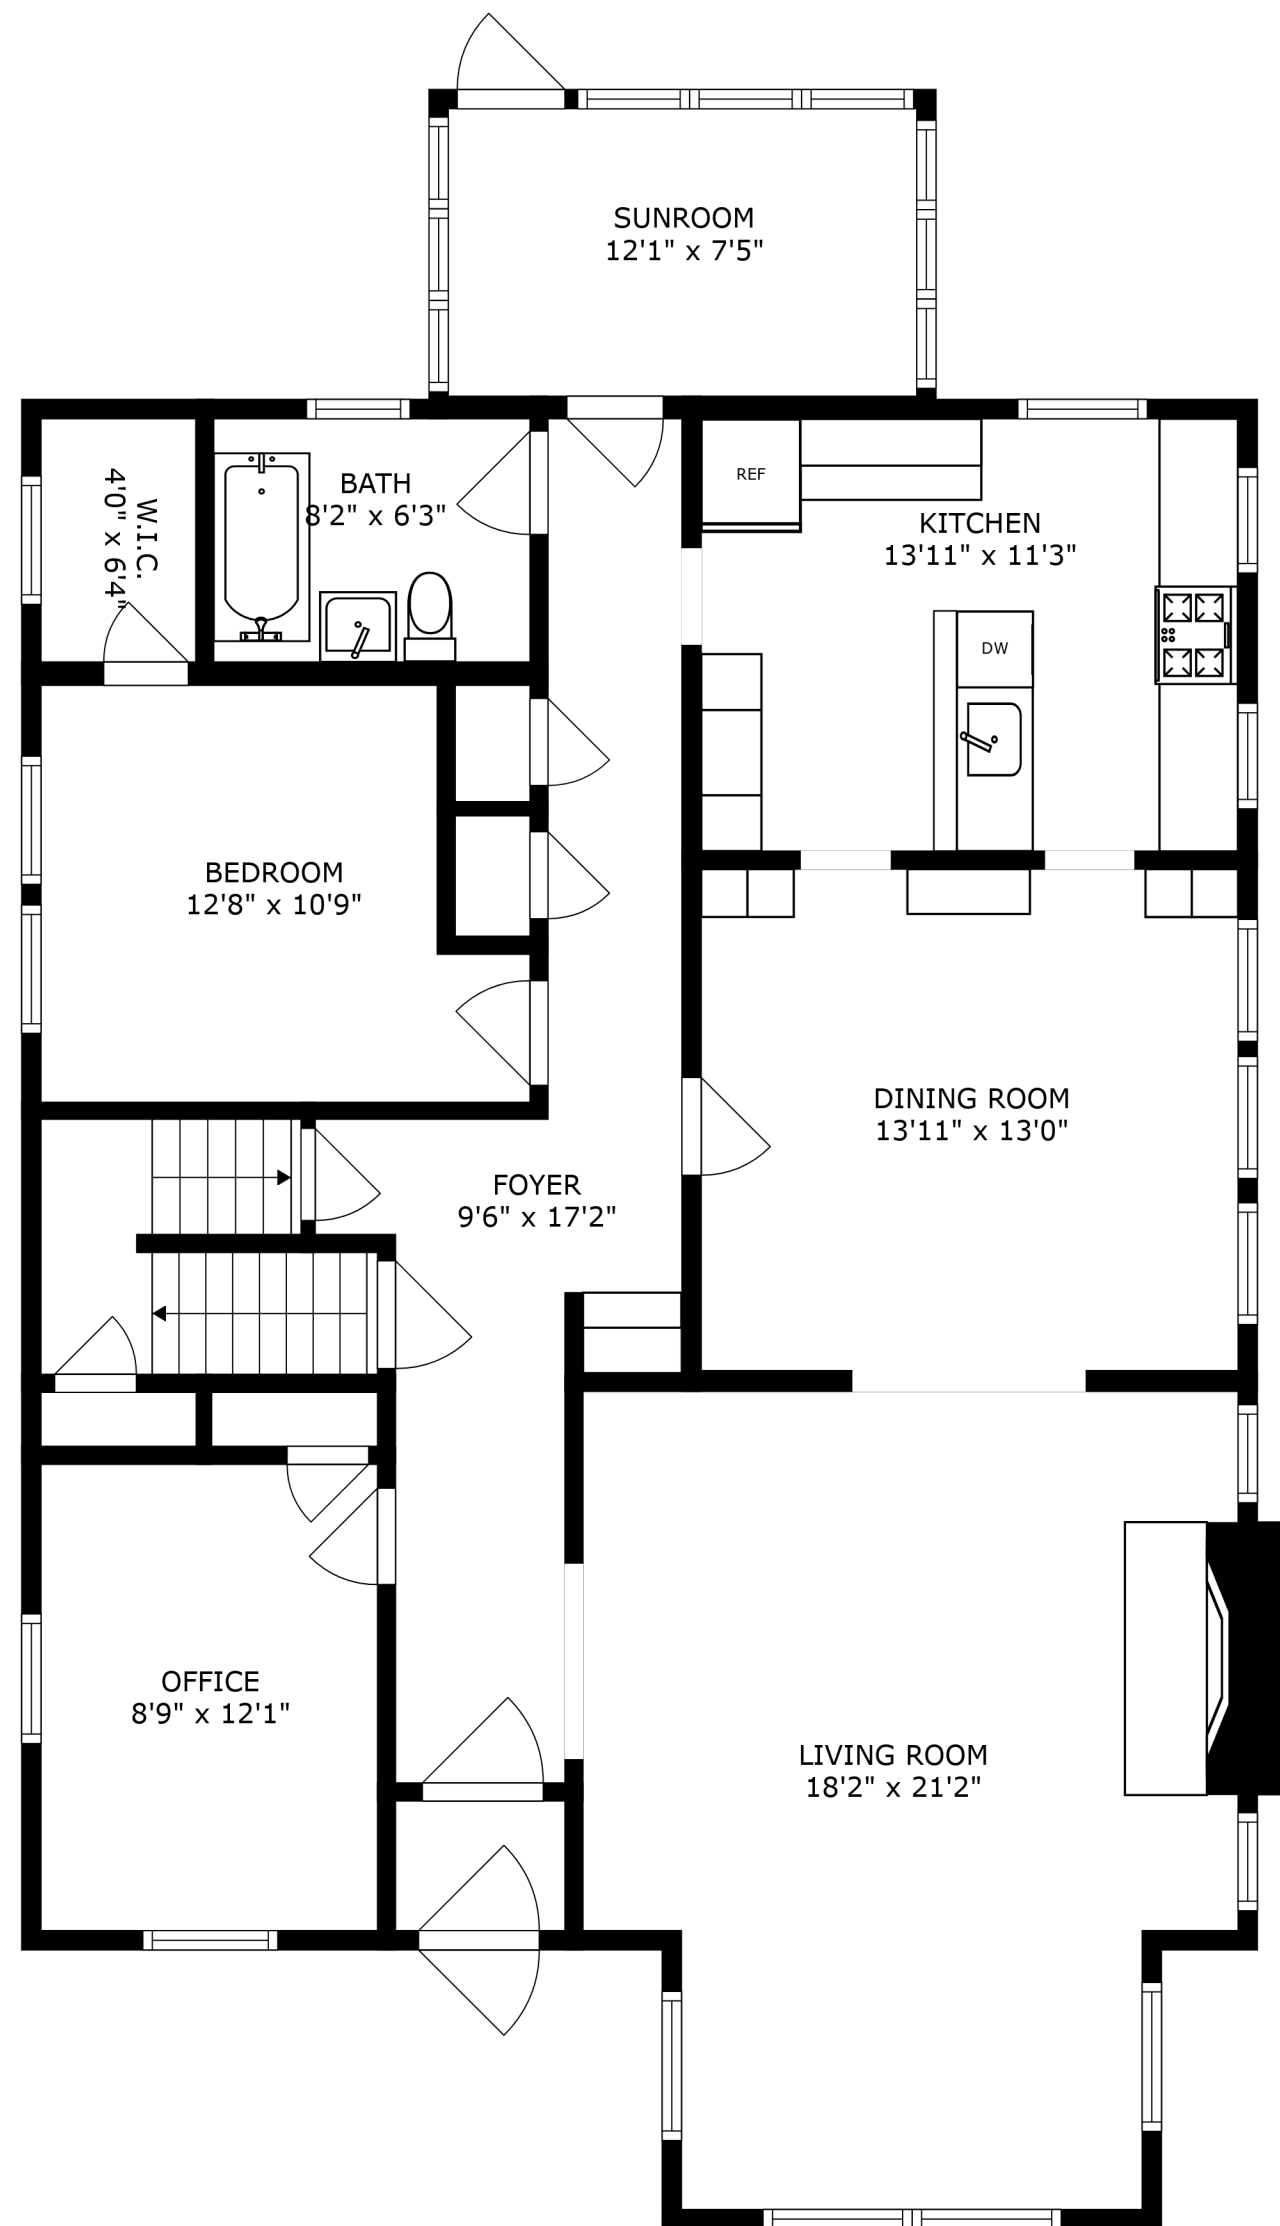 SUNROOM
12'1" x 7'5"
W.I.C.
4'0" x 6'4"
BATH
8'2" x 6'3"
REF
KITCHEN
13'11" x 11'3"
DW
BEDROOM
12'8" x 10'9"
DINING ROOM
13'11" x 13'0"
FOYER
9'6" x 17'2"
OFFICE
8'9" x 12'1"
LIVING ROOM
18'2" x 21'2"